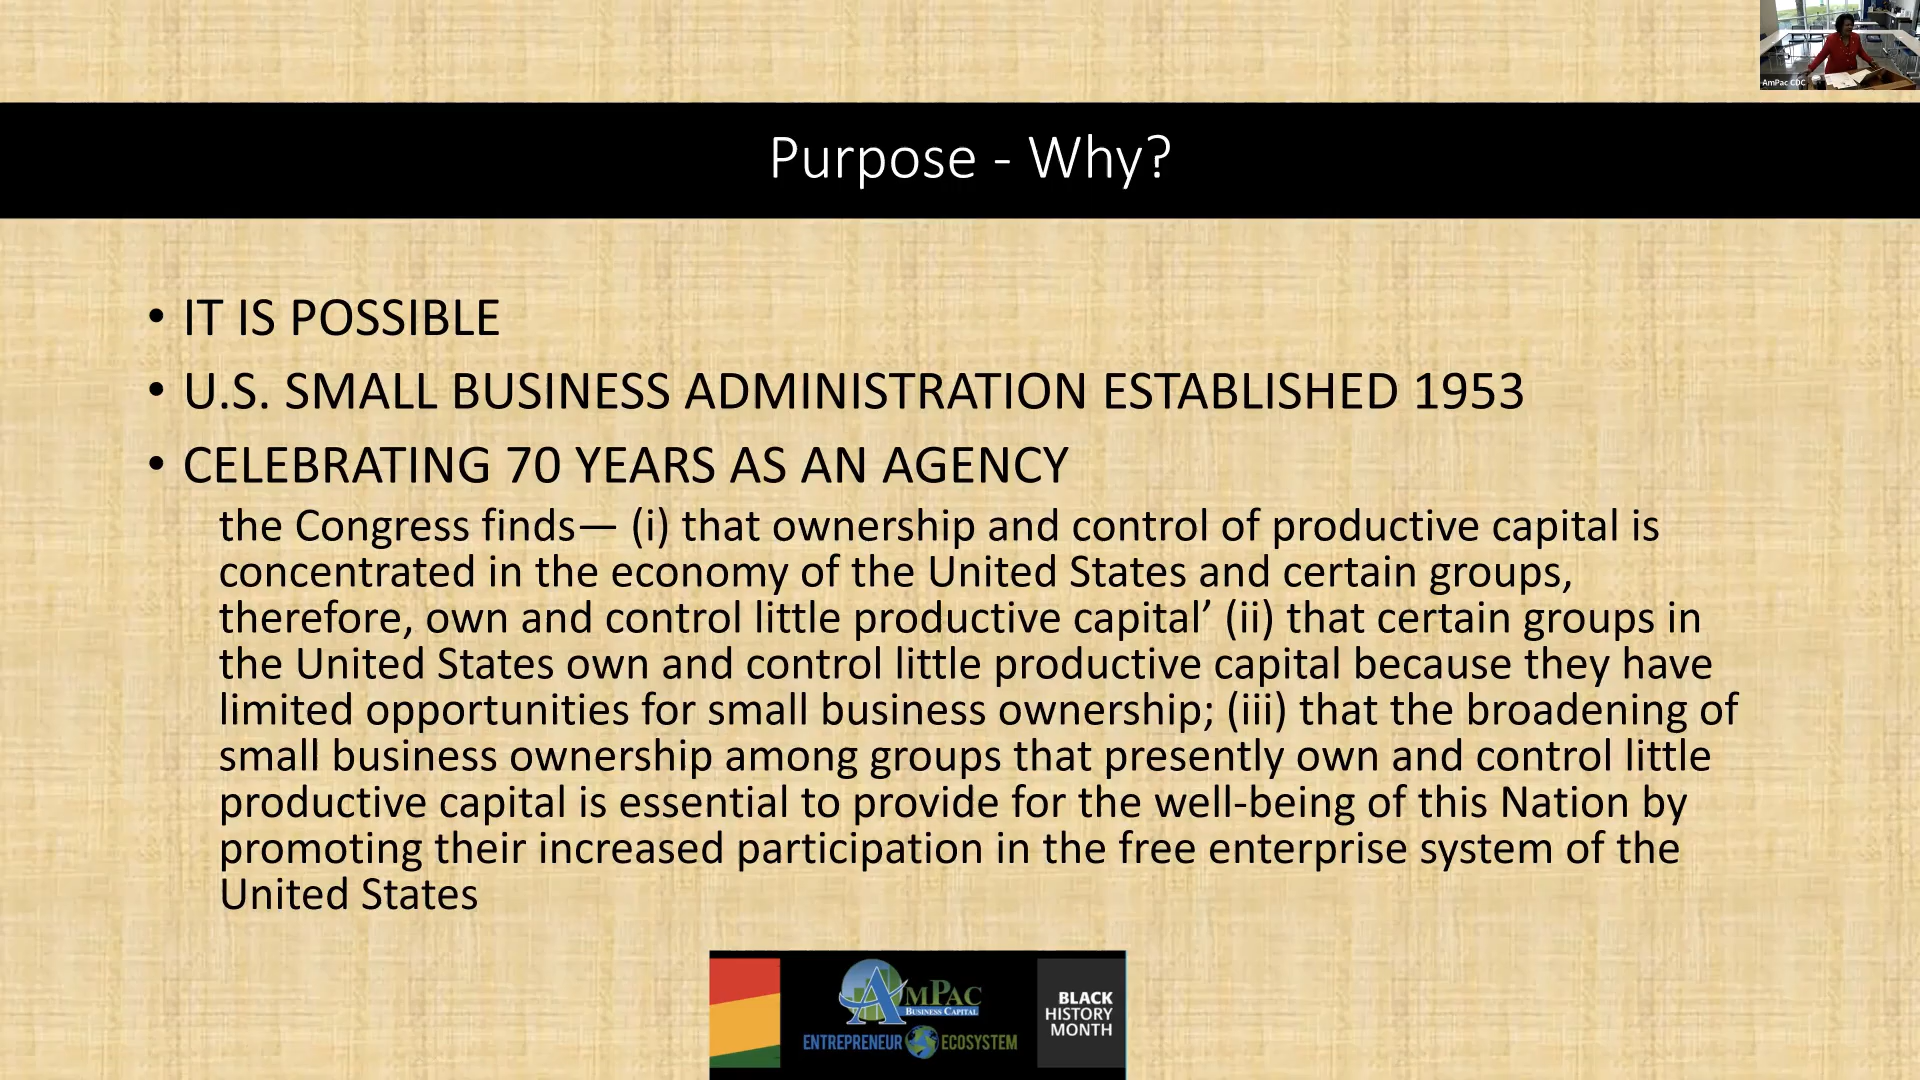 AmPac CDC
Purpose - Why?
• IT IS POSSIBLE
• U.S. SMALL BUSINESS ADMINISTRATION ESTABLISHED 1953
• CELEBRATING 70 YEARS AS AN AGENCY
the Congress finds— (i) that ownership and control of productive capital is
concentrated in the economy of the United States and certain groups,
therefore, own and control little productive capital’ (ii) that certain groups in
the United States own and control little productive capital because they have
limited opportunities for small business ownership; (iii) that the broadening of
small business ownership among groups that presently own and control little
productive capital is essential to provide for the well-being of this Nation by
promoting their increased participation in the free enterprise system of the
United States
AMPAC
BUSINESS CAPITAL
ENTREPRENEUR ECOSYSTEM
BLACK
HISTORY
MONTH